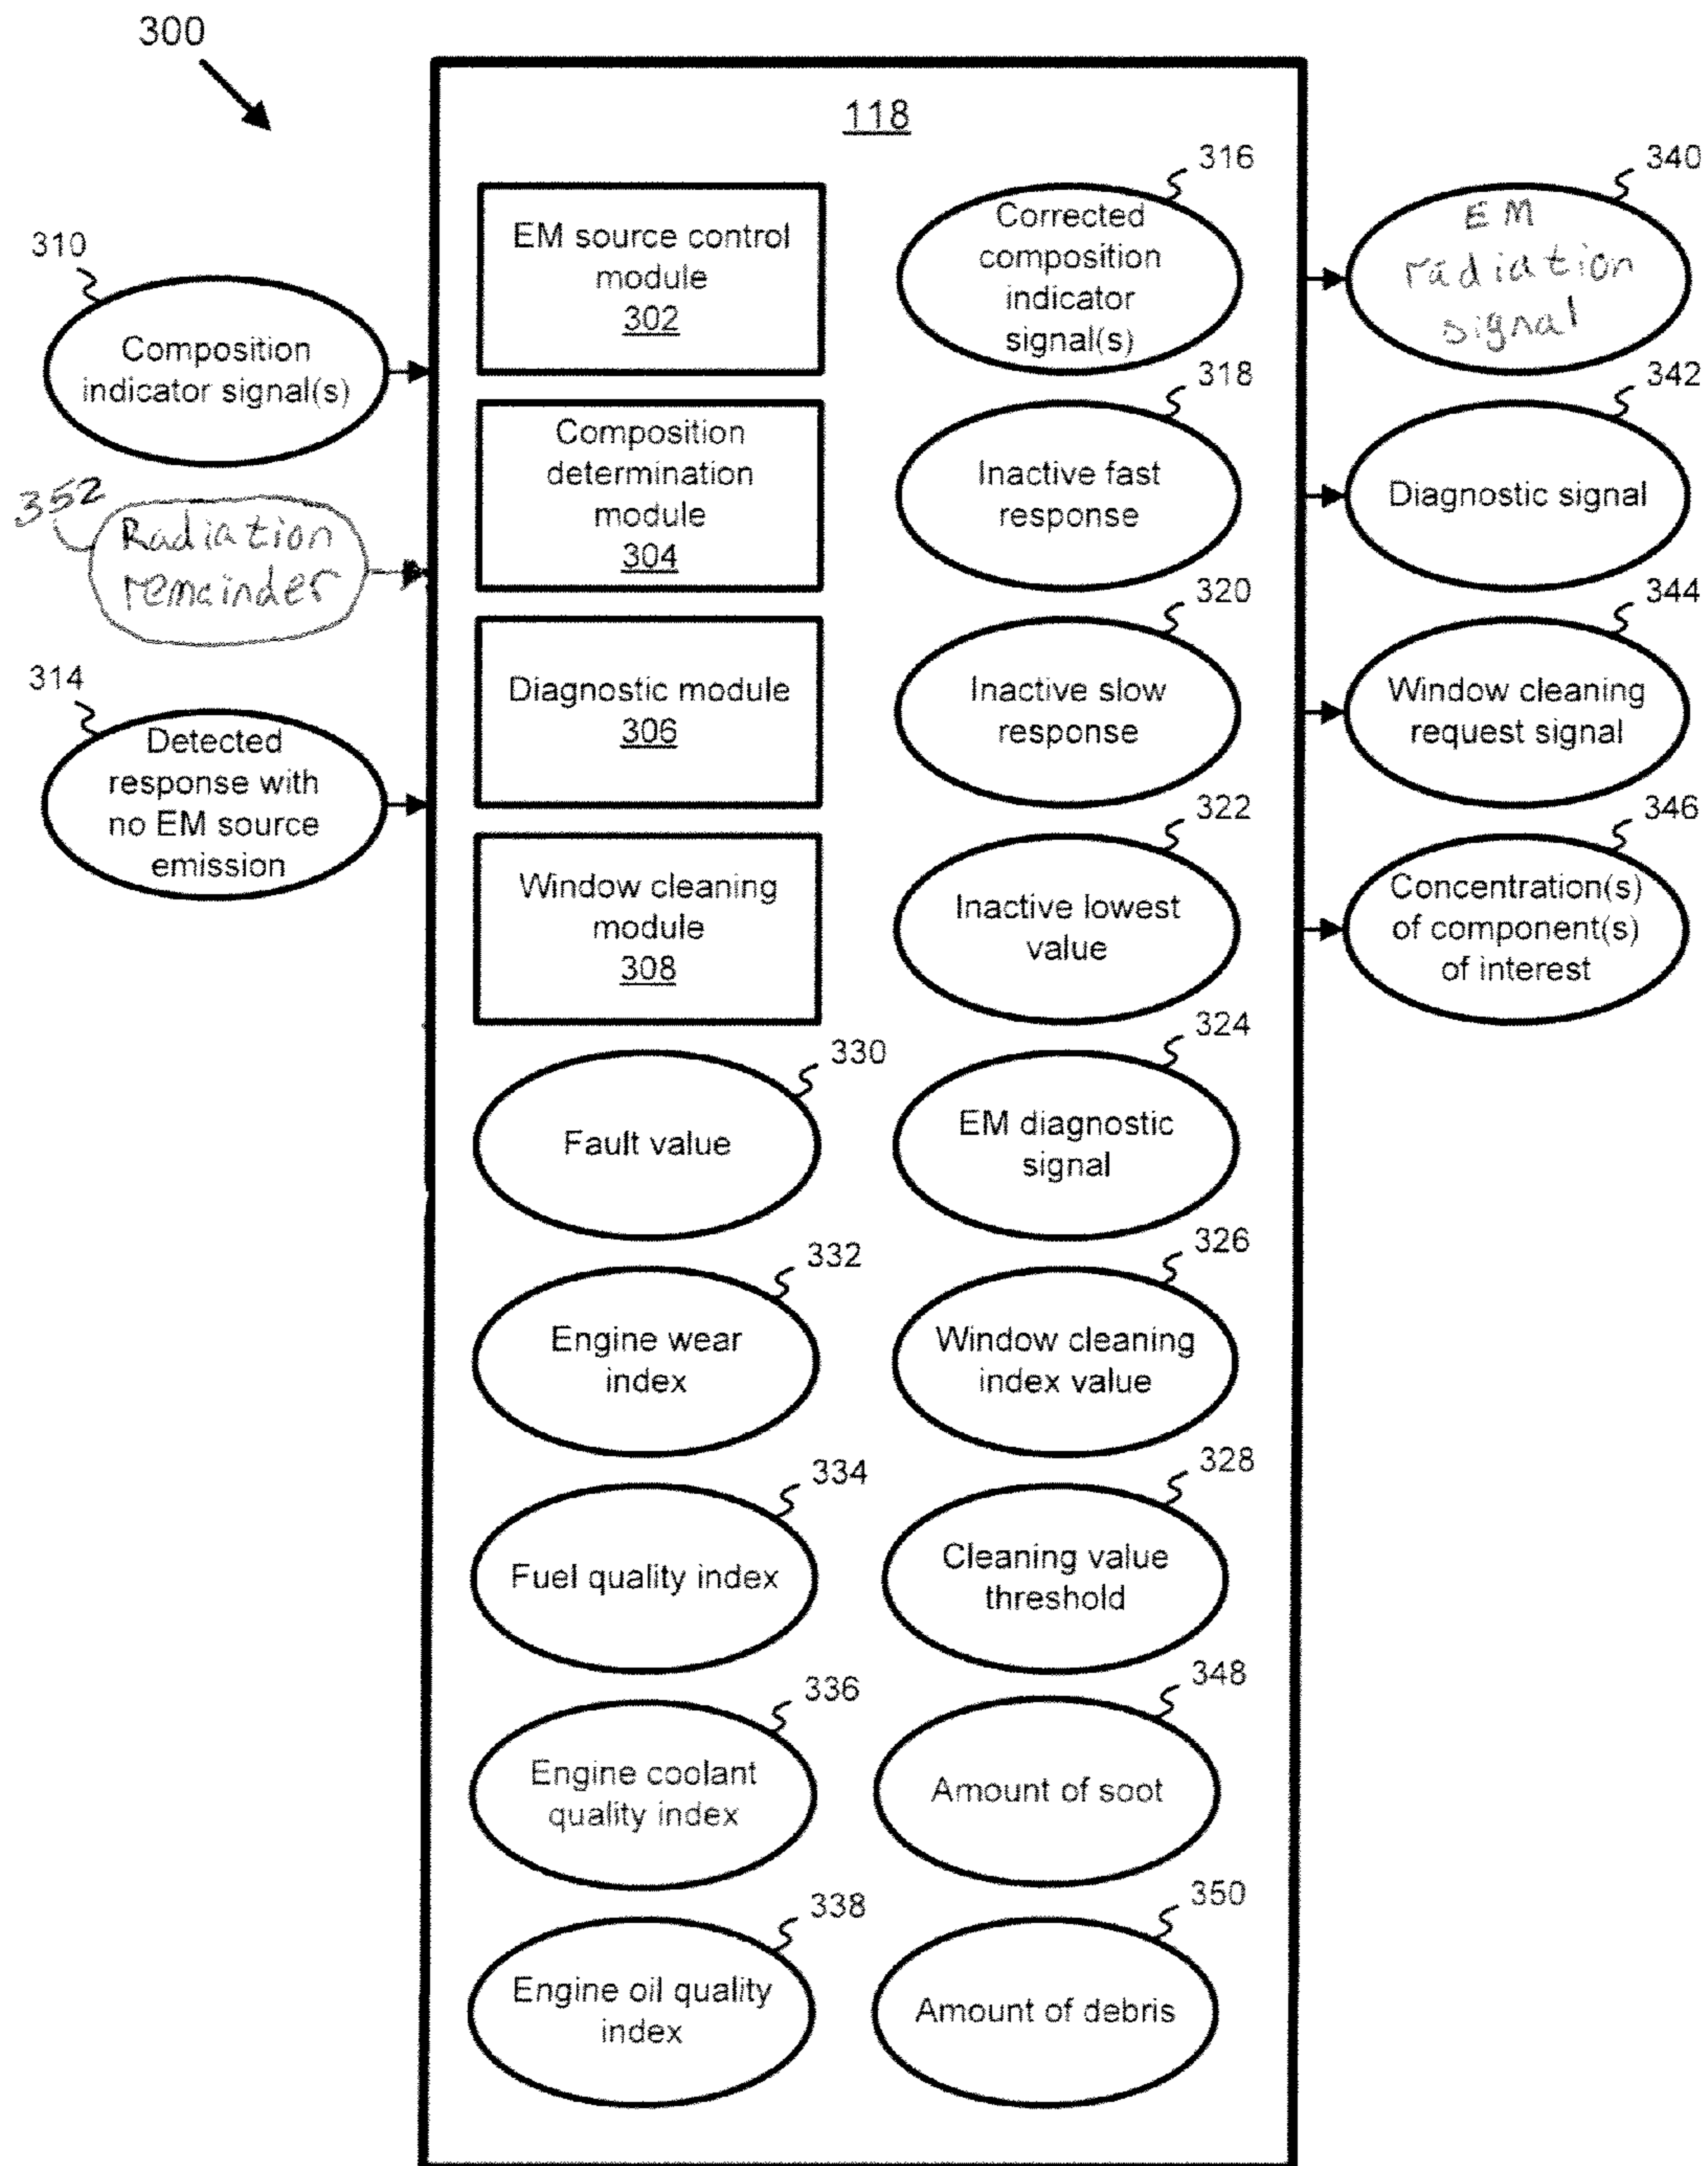 300
118
310
Composition
indicator signal(s)
352
Radiation
remainder
314
Detected
response with
no EM source
emission
EM source control
module
302
Composition
determination
module
304
Diagnostic module
306
Window cleaning
module
308
330
Fault value
332
Engine wear
index
334
Fuel quality index
336
Engine coolant
quality index
338
Engine oil quality
index
316
Corrected
composition
indicator
signal(s)
318
Inactive fast
response
320
Inactive slow
response
322
Inactive lowest
value
324
EM diagnostic
signal
326
Window cleaning
index value
328
Cleaning value
threshold
348
Amount of soot
350
Amount of debris
340
EM
radiation
signal
342
Diagnostic signal
344
Window cleaning
request signal
346
Concentration(s)
of component(s)
of interest